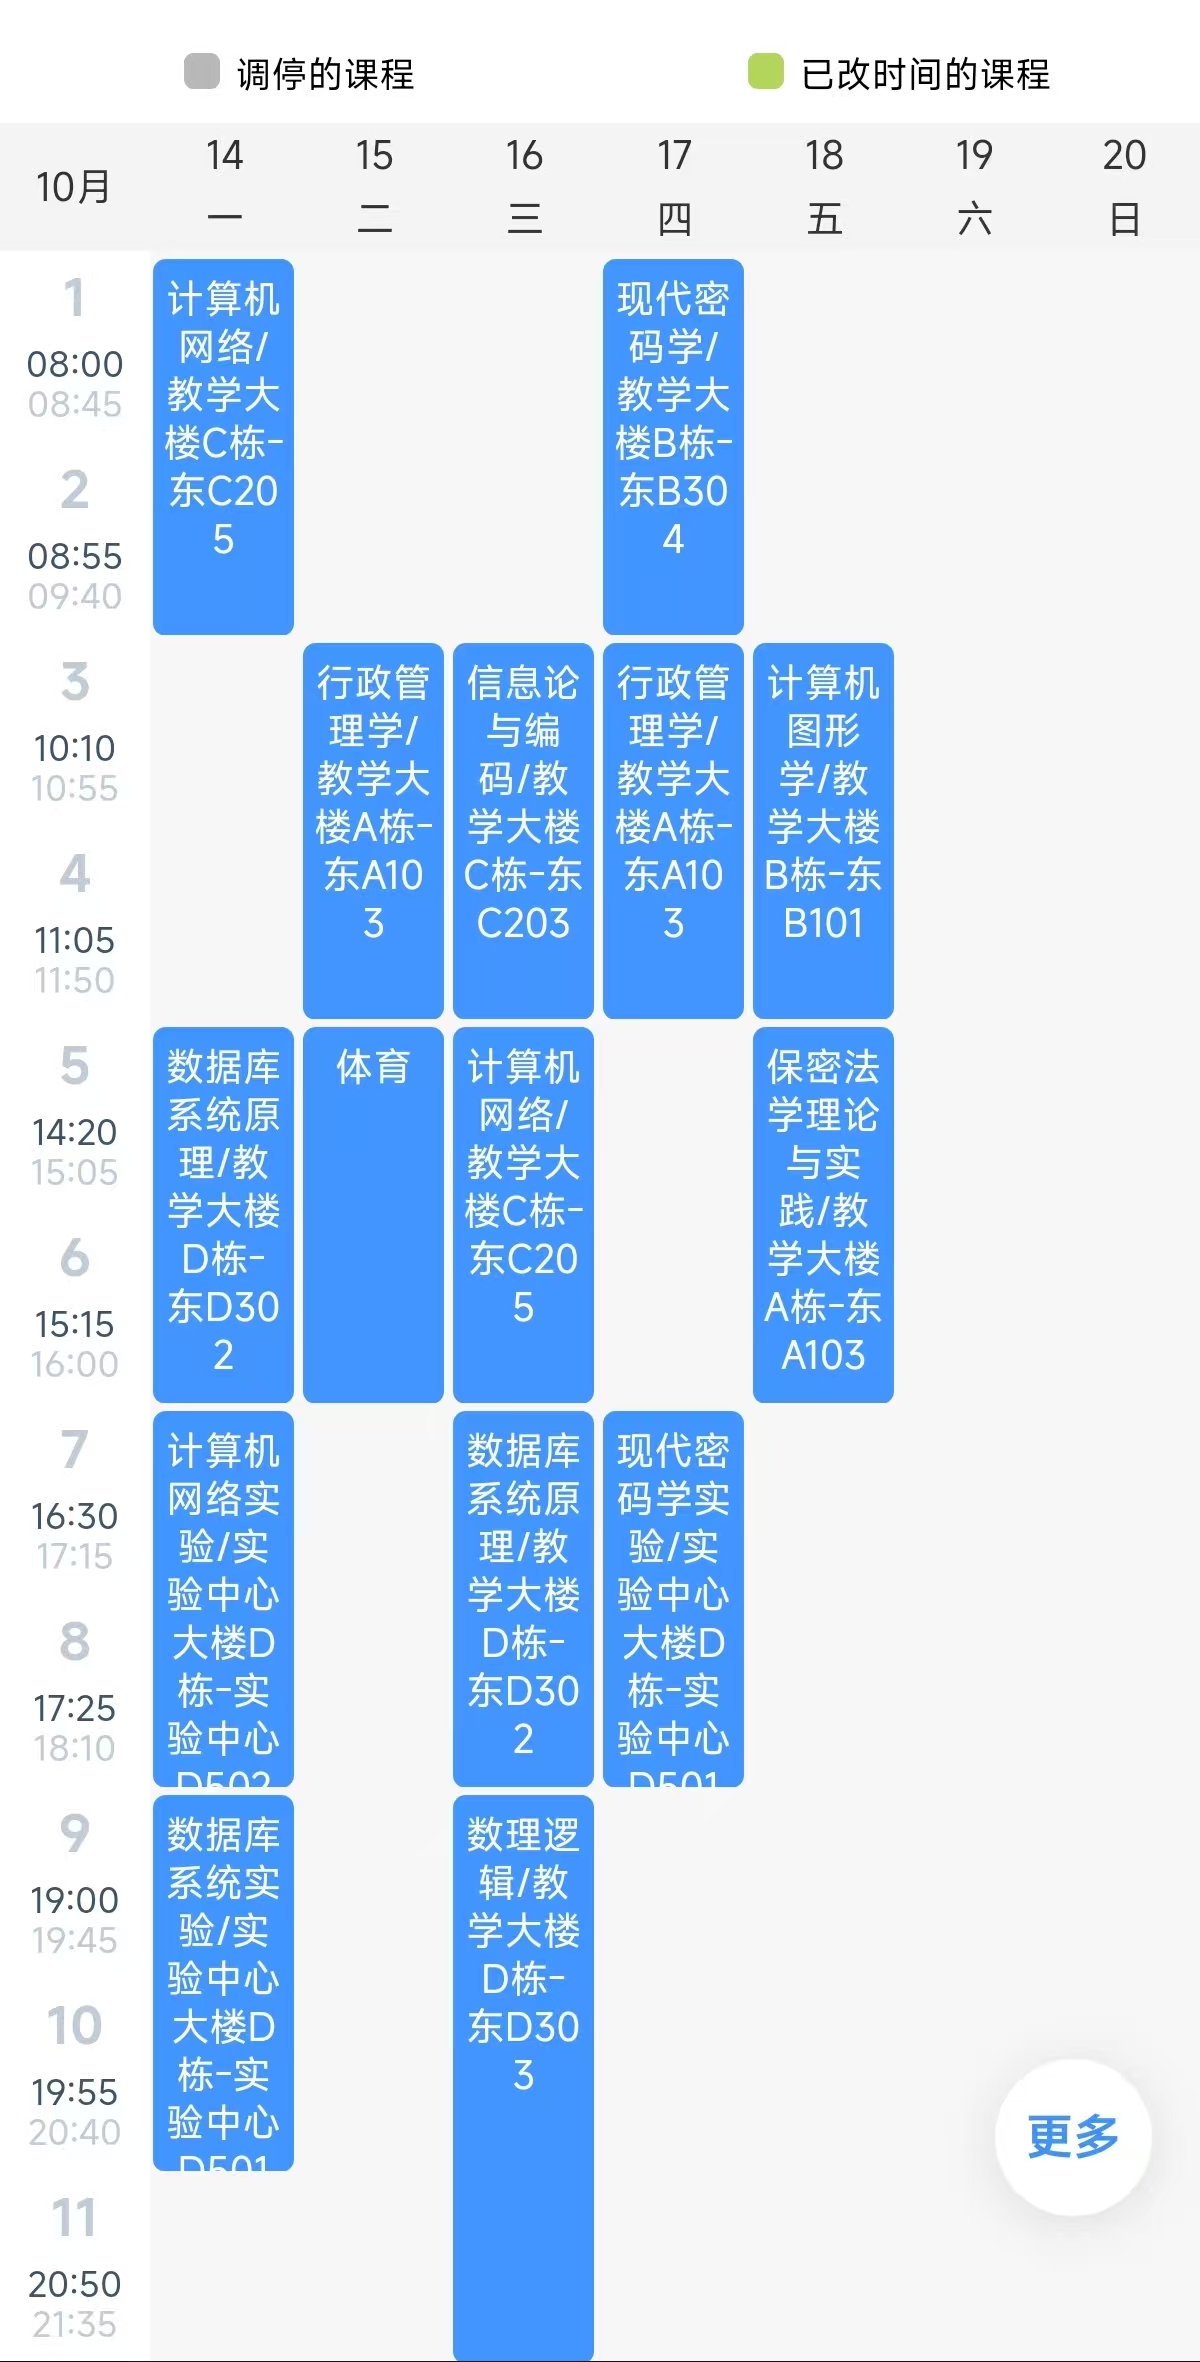 调停的课程
已改时间的课程
10月
14
15
16
17
18
19
20
一
二
三
四
五
六
日
1
08:00
08:45
2
08:55
09:40
3
10:10
10:55
4
11:05
11:50
5
14:20
15:05
6
15:15
16:00
7
16:30
17:15
8
17:25
18:10
9
19:00
19:45
10
19:55
20:40
11
20:50
21:35
计算机
网络/
教学大
楼C栋-
东C20
5
数据库
系统原
理/教
学大楼
D栋-
东D30
2
计算机
网络实
验/实
验中心
大楼D
栋-实
验中心
D502
数据库
系统实
验/实
验中心
大楼D
栋-实
验中心
D501
行政管
理学/
教学大
楼A栋-
东A10
3
体育
信息论
与编
码/教
学大楼
C栋-东
C203
计算机
网络/
教学大
楼C栋-
东C20
5
数据库
系统原
理/教
学大楼
D栋-
东D30
2
数理逻
辑/教
学大楼
D栋-
东D30
3
现代密
码学/
教学大
楼B栋-
东B30
4
行政管
理学/
教学大
楼A栋-
东A10
3
现代密
码学实
验/实
验中心
大楼D
栋-实
验中心
D501
计算机
图形
学/教
学大楼
B栋-东
B101
保密法
学理论
与实
践/教
学大楼
A栋-东
A103
更多